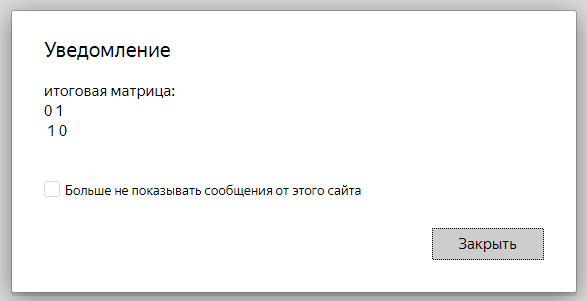 Уведомление
итоговая матрица:
0 1
1 0
Больше не показывать сообщения от этого сайта
Закрыть